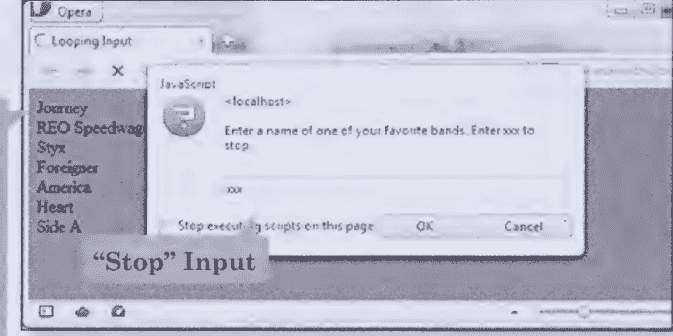 Opera
Looping Input
JavaScript
<localhost>
Enter a name of one of your favorite bands. Enter xxx to
stop
xxx
Stop executing scripts on this page
OK
Cancel
Journey
REO Speedwag
Styx
Foreigner
America
Heart
Side A
"Stop" Input